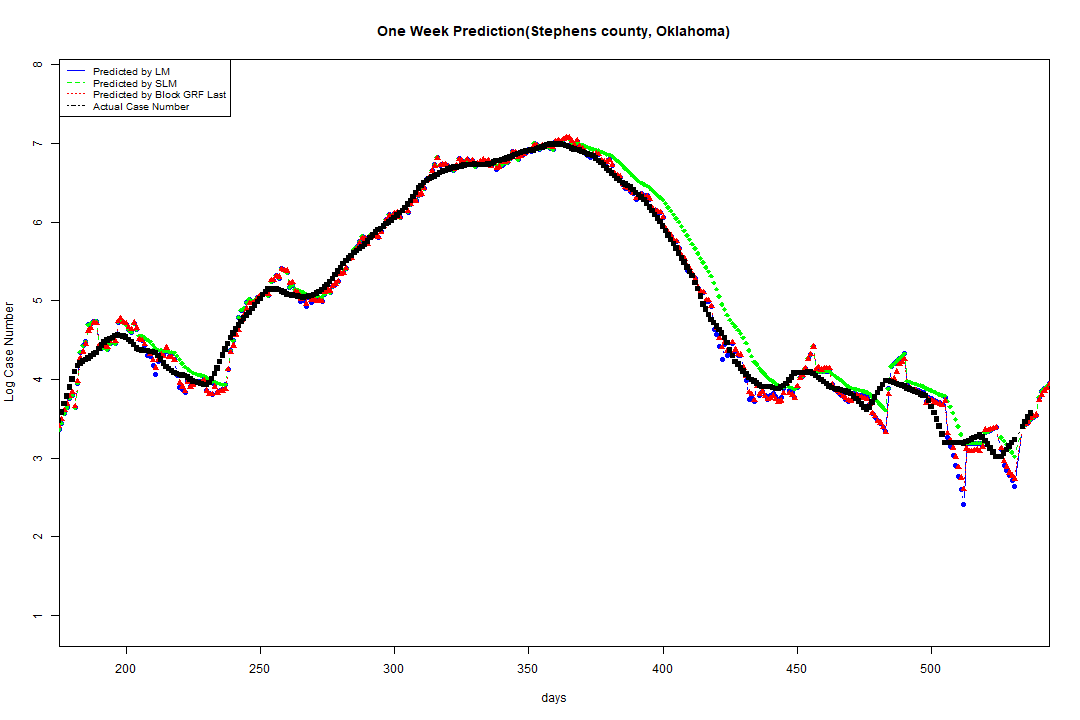 One Week Prediction(Stephens county, Oklahoma)
Predicted by LM
Predicted by SLM
Predicted by Block GRF Last
Actual Case Number
8
7
6
5
4
3
2
1
Log Case Number
200 250 300 350 400 450 500
days